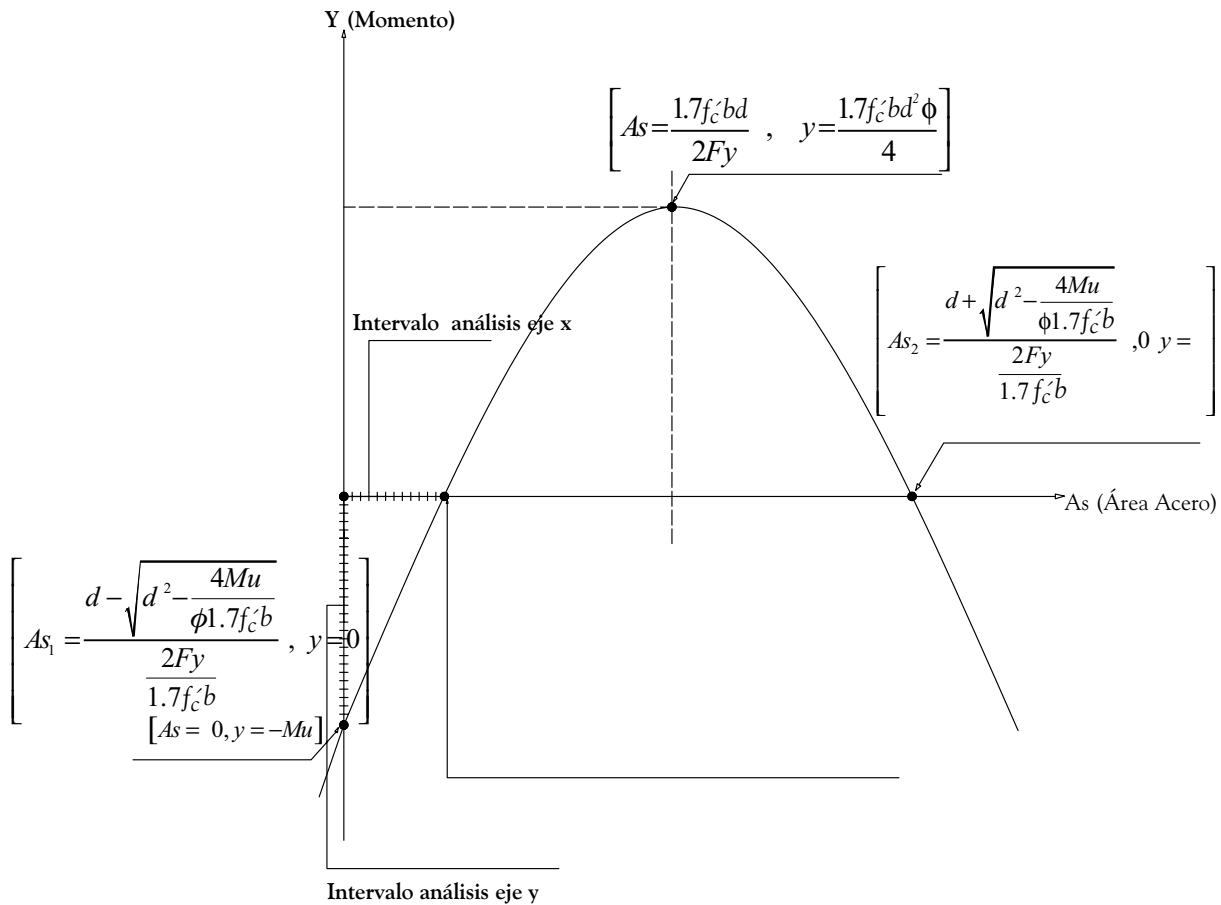 Y (Momento)
[As = 1.7f´c bd / 2Fy , y = 1.7f´c bd² ϕ / 4]
Intervalo análisis eje x
[As₂ = (d + √(d² − 4Mu / ϕ1.7f´c b)) / (2Fy / 1.7f´c b) ,0 y = ]
As (Área Acero)
[As₁ = (d − √(d² − 4Mu / ϕ1.7f´c b)) / (2Fy / 1.7f´c b) , y=0]
[As = 0, y = −Mu]
Intervalo análisis eje y